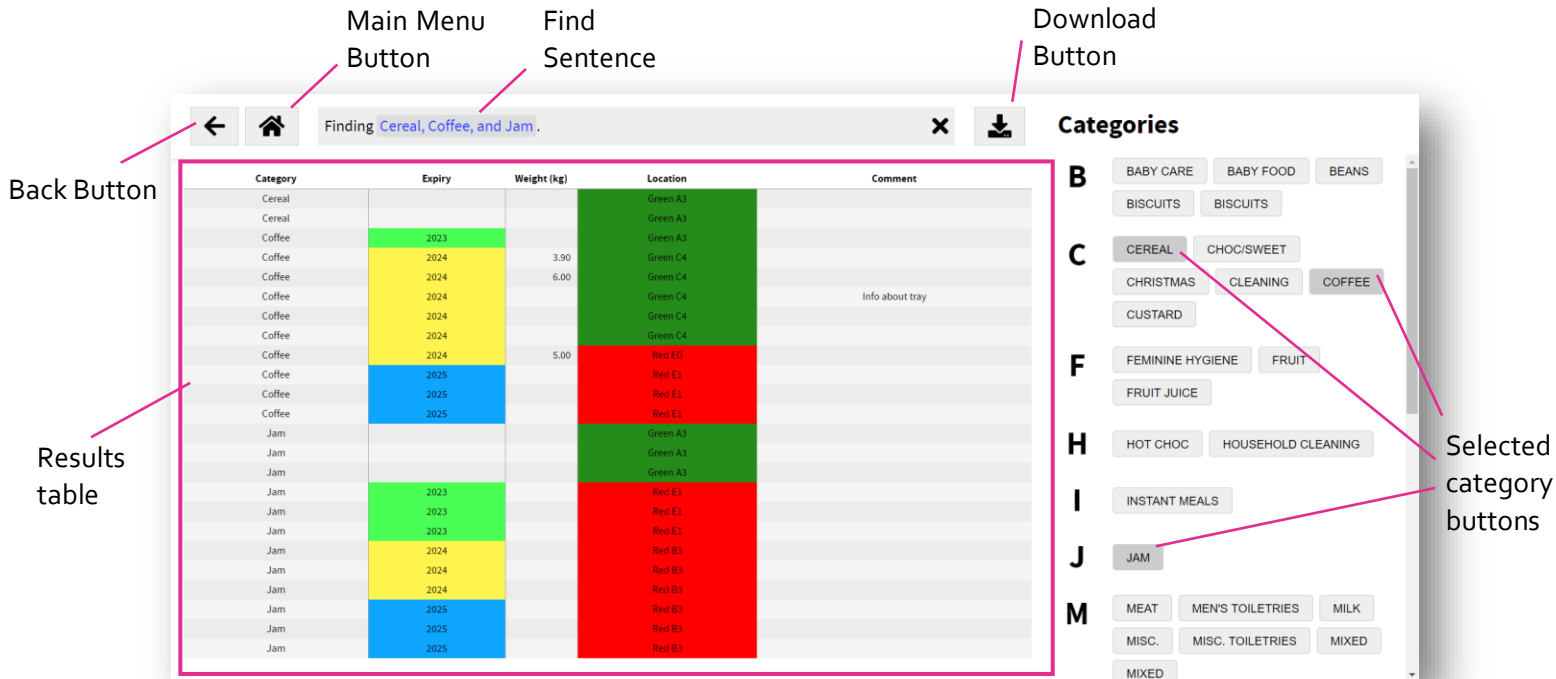 Main Menu Button
Find Sentence
Download Button
Back Button
Results table
Selected category buttons
Finding Cereal, Coffee, and Jam.
Category Expiry Weight (kg) Location Comment
Cereal Green A3
Cereal Green A3
Coffee 2023 Green A3
Coffee 2024 3.90 Green C4
Coffee 2024 6.00 Green C4
Coffee 2024 Green C4 Info about tray
Coffee 2024 Green C4
Coffee 2024 Green C4
Coffee 2024 5.00 Red
Coffee 2025 Red E1
Coffee 2025 Red E1
Coffee 2025 Red E1
Jam Green A3
Jam Green A3
Jam Green A3
Jam 2023 Red E1
Jam 2023 Red E1
Jam 2023 Red E1
Jam 2024 Red B3
Jam 2024 Red B3
Jam 2024 Red B3
Jam 2025 Red B3
Jam 2025 Red B3
Jam 2025 Red B3
Categories
B BABY CARE BABY FOOD BEANS
BISCUITS BISCUITS
C CEREAL CHOC/SWEET
CHRISTMAS CLEANING COFFEE
CUSTARD
F FEMININE HYGIENE FRUIT
FRUIT JUICE
H HOT CHOC HOUSEHOLD CLEANING
I INSTANT MEALS
J JAM
M MEAT MEN'S TOILETRIES MILK
MISC. MISC. TOILETRIES MIXED
MIXED